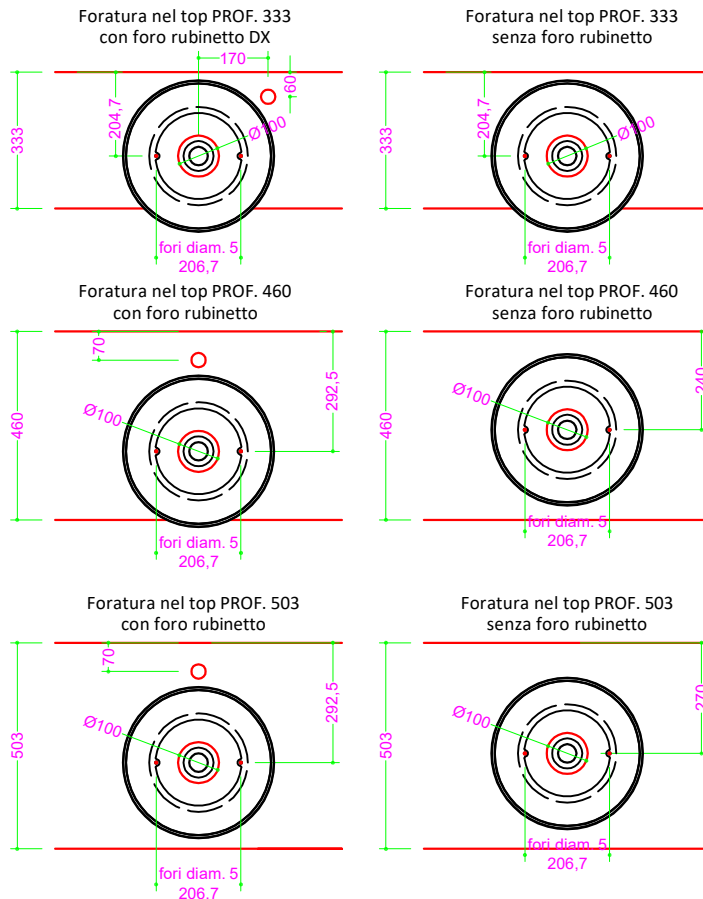 Foratura nel top PROF. 333
con foro rubinetto DX
170
60
204,7
333
Ø100
fori diam. 5
206,7
Foratura nel top PROF. 333
senza foro rubinetto
204,7
333
Ø100
fori diam. 5
206,7
Foratura nel top PROF. 460
con foro rubinetto
70
292,5
460
Ø100
fori diam. 5
206,7
Foratura nel top PROF. 460
senza foro rubinetto
240
460
Ø100
fori diam. 5
206,7
Foratura nel top PROF. 503
con foro rubinetto
70
292,5
503
Ø100
fori diam. 5
206,7
Foratura nel top PROF. 503
senza foro rubinetto
270
503
Ø100
fori diam. 5
206,7